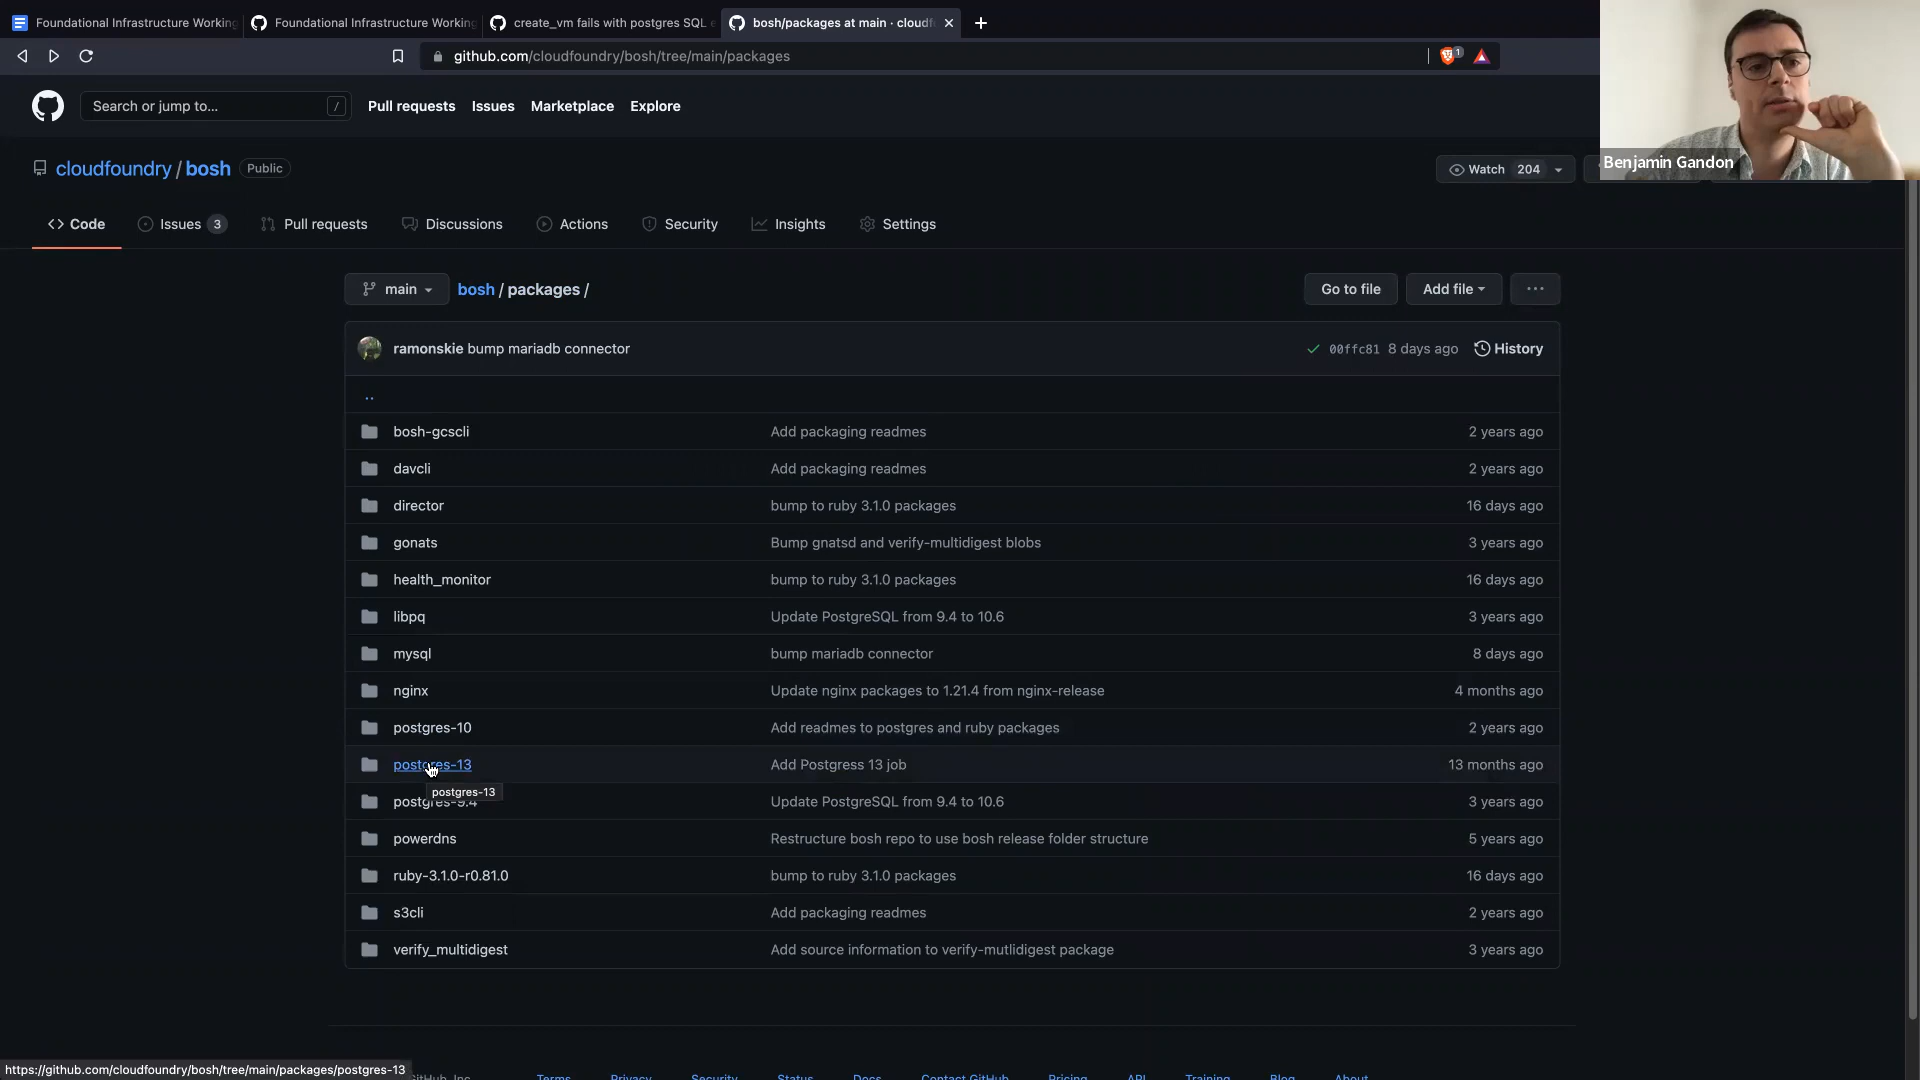 Foundational Infrastructure Working
Foundational Infrastructure Working
create_vm fails with postgres SQL e
bosh/packages at main · cloudf
github.com/cloudfoundry/bosh/tree/main/packages
1
Search or jump to...
/
Pull requests
Issues
Marketplace
Explore
Benjamin Gandon
cloudfoundry / bosh
Public
Watch 204
Code
Issues 3
Pull requests
Discussions
Actions
Security
Insights
Settings
main
bosh / packages /
Go to file
Add file
ramonskie bump mariadb connector
00ffc81 8 days ago
History
..
bosh-gcscli Add packaging readmes 2 years ago
davcli Add packaging readmes 2 years ago
director bump to ruby 3.1.0 packages 16 days ago
gonats Bump gnatsd and verify-multidigest blobs 3 years ago
health_monitor bump to ruby 3.1.0 packages 16 days ago
libpq Update PostgreSQL from 9.4 to 10.6 3 years ago
mysql bump mariadb connector 8 days ago
nginx Update nginx packages to 1.21.4 from nginx-release 4 months ago
postgres-10 Add readmes to postgres and ruby packages 2 years ago
postgres-13 Add Postgress 13 job 13 months ago
postgres-13
postgres-9.4 Update PostgreSQL from 9.4 to 10.6 3 years ago
powerdns Restructure bosh repo to use bosh release folder structure 5 years ago
ruby-3.1.0-r0.81.0 bump to ruby 3.1.0 packages 16 days ago
s3cli Add packaging readmes 2 years ago
verify_multidigest Add source information to verify-mutlidigest package 3 years ago
https://github.com/cloudfoundry/bosh/tree/main/packages/postgres-13
GitHub, Inc. Terms Privacy Security Status Docs Contact GitHub Pricing API Training Blog About